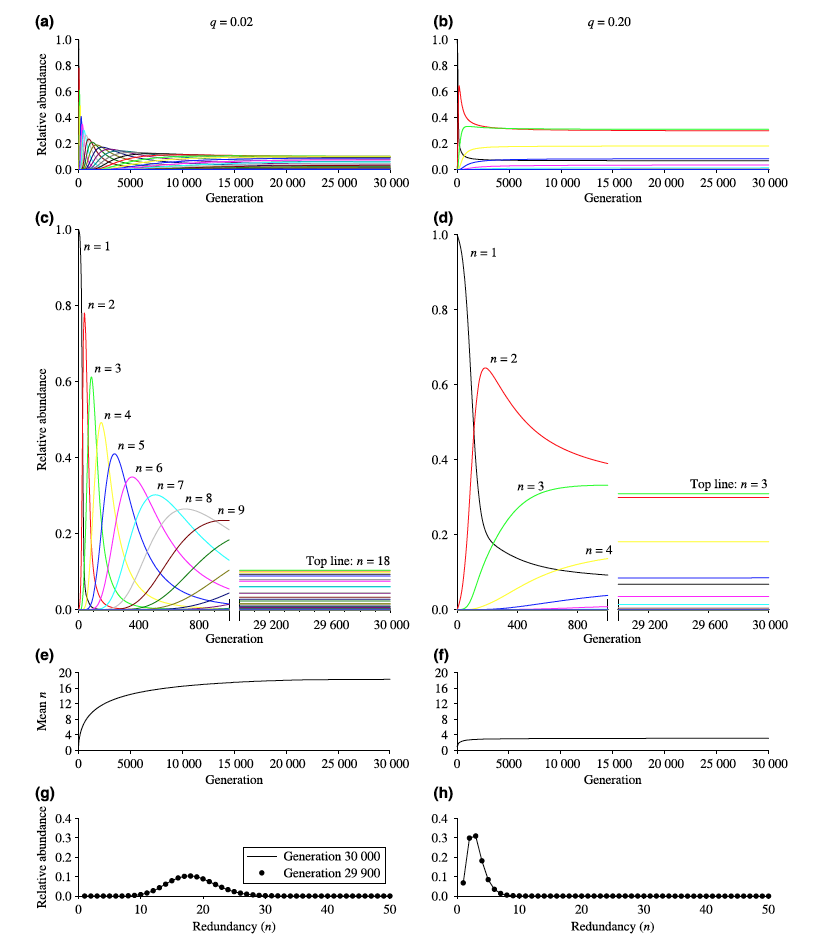 (a)
q = 0.02
(b)
q = 0.20
Relative abundance
1.0
0.8
0.6
0.4
0.2
0.0
0 5000 10 000 15 000 20 000 25 000 30 000
Generation
1.0
0.8
0.6
0.4
0.2
0.0
0 5000 10 000 15 000 20 000 25 000 30 000
Generation
(c)
Relative abundance
1.0
0.8
0.6
0.4
0.2
0.0
n = 1
n = 2
n = 3
n = 4
n = 5
n = 6
n = 7
n = 8
n = 9
Top line: n = 18
0 400 800 29 200 29 600 30 000
Generation
(d)
1.0
0.8
0.6
0.4
0.2
0.0
n = 1
n = 2
n = 3
n = 4
Top line: n = 3
0 400 800 29 200 29 600 30 000
Generation
(e)
Mean n
20
16
12
8
4
0
0 5000 10 000 15 000 20 000 25 000 30 000
Generation
(f)
20
16
12
8
4
0
0 5000 10 000 15 000 20 000 25 000 30 000
Generation
(g)
Relative abundance
0.4
0.3
0.2
0.1
0.0
Generation 30 000
Generation 29 900
0 10 20 30 40 50
Redundancy (n)
(h)
0.4
0.3
0.2
0.1
0.0
0 10 20 30 40 50
Redundancy (n)